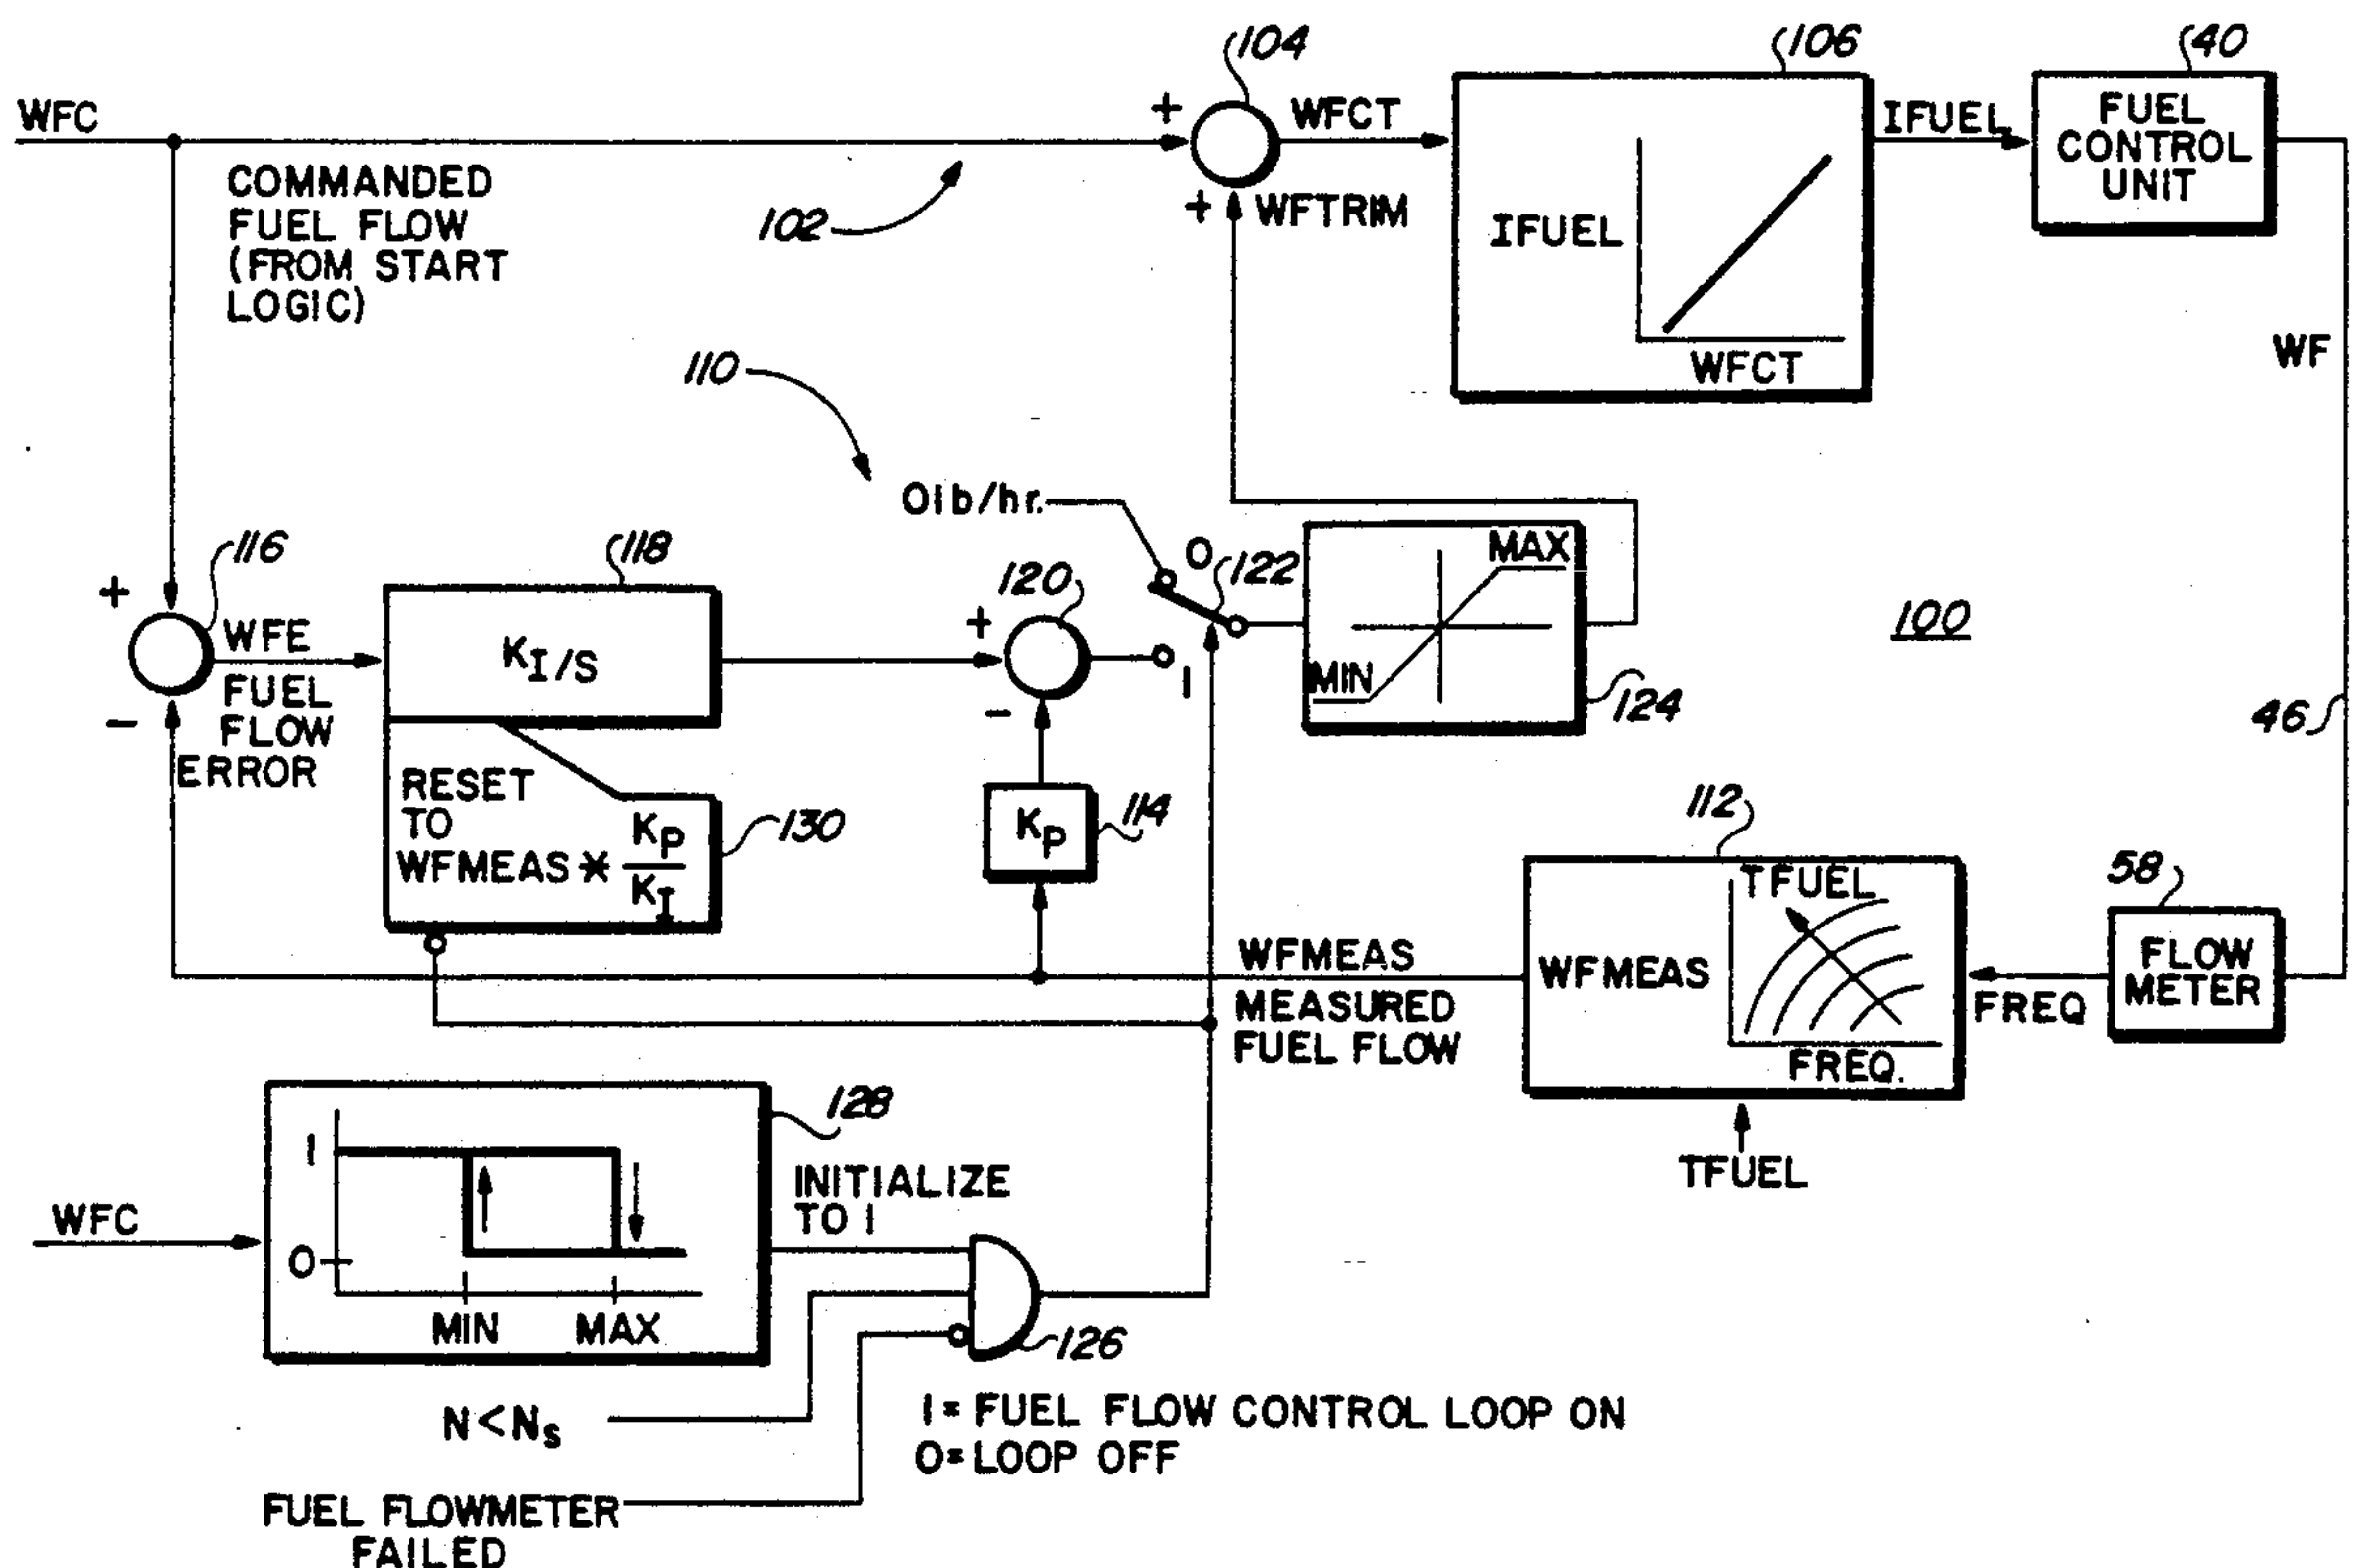 104
106
40
WFC
+
WFCT
IFUEL
FUEL
CONTROL
UNIT
COMMANDED
FUEL FLOW
(FROM START
LOGIC)
102
+
WFTRIM
IFUEL
WFCT
WF
110
0lb/hr.
0
122
MAX
MIN
124
100
46
116
+
WFE
FUEL
FLOW
ERROR
-
118
KI/S
120
+
-
1
RESET
TO
WFMEAS * KP
KI
130
KP
114
112
TFUEL
WFMEAS
FREQ.
58
FLOW
METER
FREQ
WFMEAS
MEASURED
FUEL FLOW
TFUEL
128
1
0
MIN MAX
WFC
INITIALIZE
TO 1
126
N<Ns
1= FUEL FLOW CONTROL LOOP ON
0= LOOP OFF
FUEL FLOWMETER
FAILED